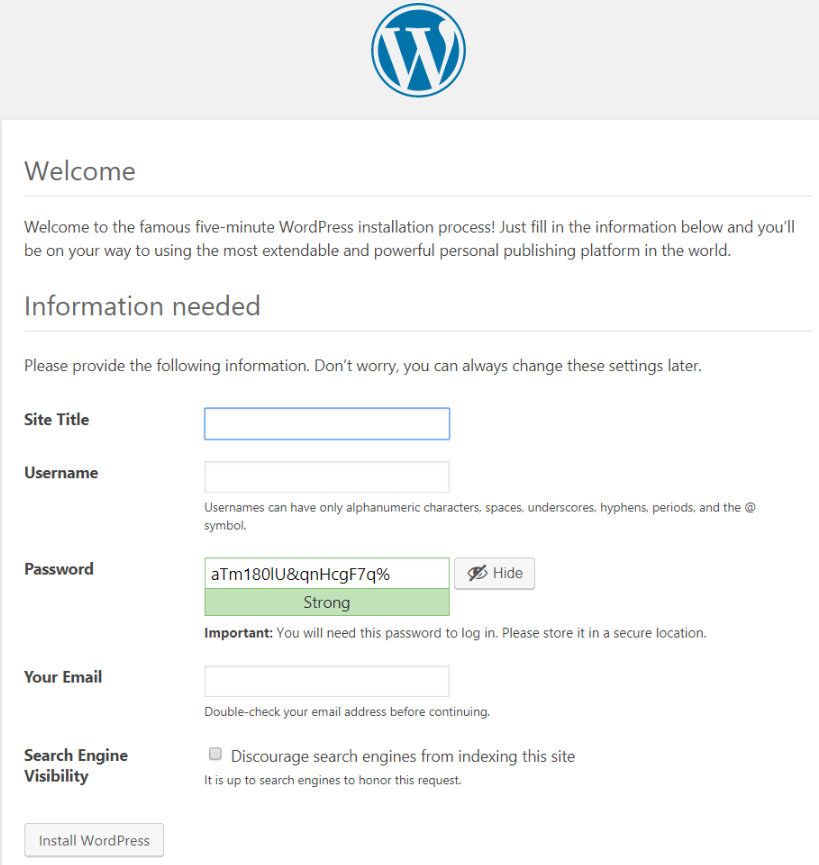 Welcome
Welcome to the famous five-minute WordPress installation process! Just fill in the information below and you’ll
be on your way to using the most extendable and powerful personal publishing platform in the world.
Information needed
Please provide the following information. Don’t worry, you can always change these settings later.
Site Title
Username
Usernames can have only alphanumeric characters, spaces, underscores, hyphens, periods, and the @
symbol.
Password
aTm180lU&qnHcgF7q%
Hide
Strong
Important: You will need this password to log in. Please store it in a secure location.
Your Email
Double-check your email address before continuing.
Search Engine
Visibility
Discourage search engines from indexing this site
It is up to search engines to honor this request.
Install WordPress